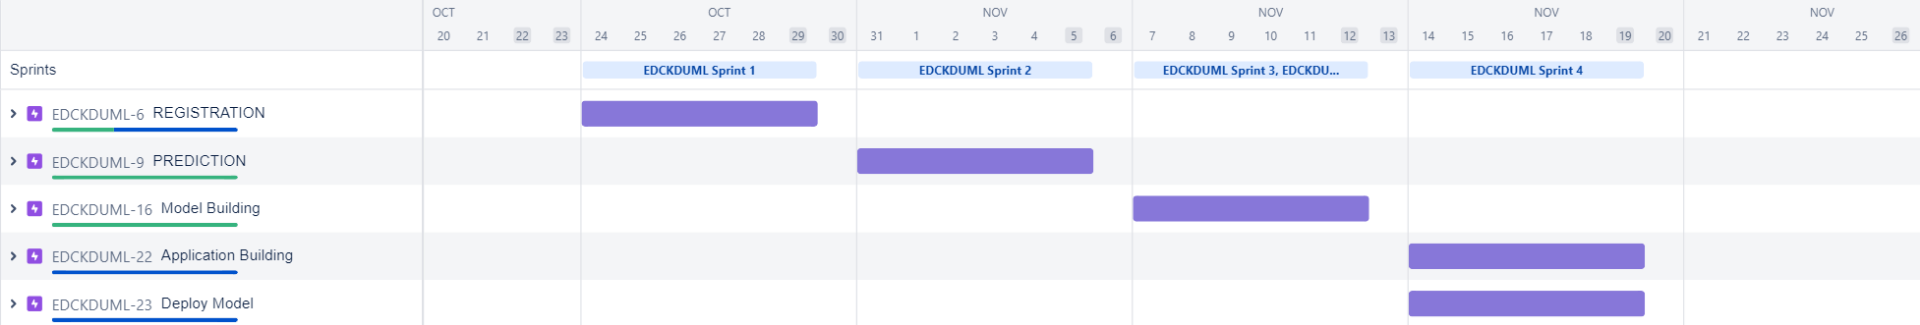 OCT OCT NOV NOV NOV NOV
20 21 22 23 24 25 26 27 28 29 30 31 1 2 3 4 5 6 7 8 9 10 11 12 13 14 15 16 17 18 19 20 21 22 23 24 25 26
Sprints EDCKDUML Sprint 1 EDCKDUML Sprint 2 EDCKDUML Sprint 3, EDCKDU... EDCKDUML Sprint 4
EDCKDUML-6 REGISTRATION
EDCKDUML-9 PREDICTION
EDCKDUML-16 Model Building
EDCKDUML-22 Application Building
EDCKDUML-23 Deploy Model